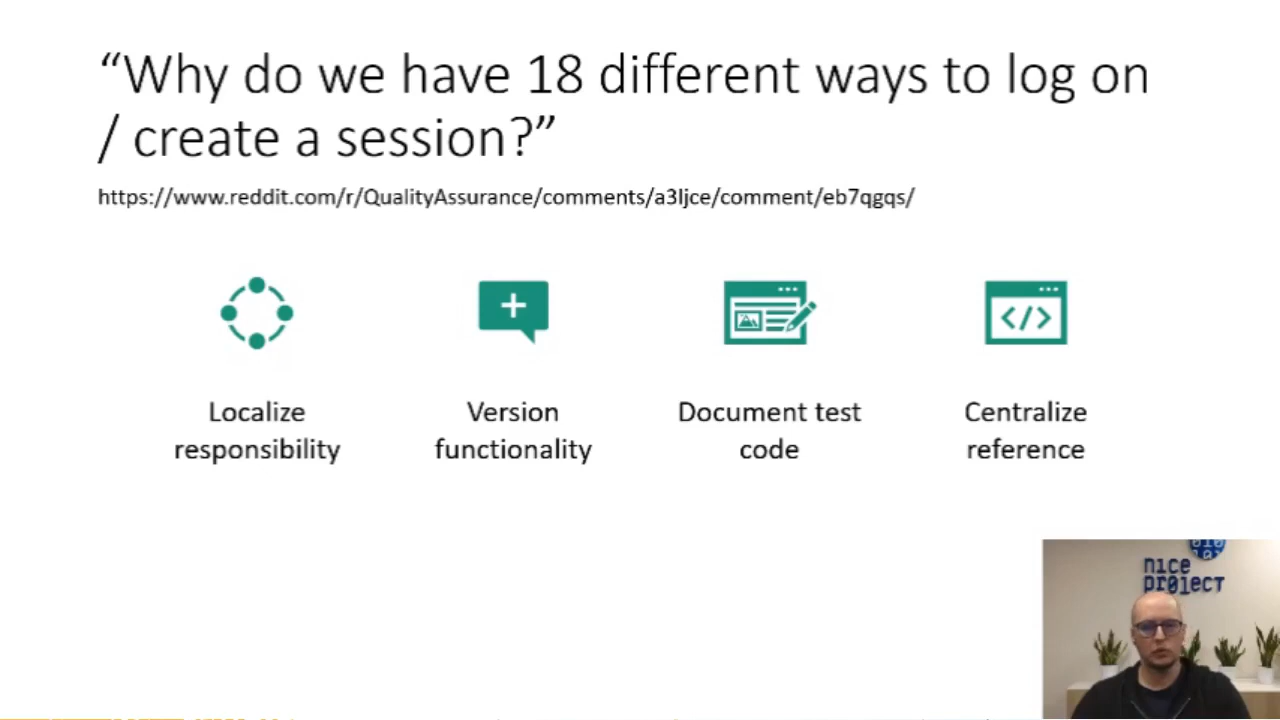 “Why do we have 18 different ways to log on
/ create a session?”
https://www.reddit.com/r/QualityAssurance/comments/a3ljce/comment/eb7qgqs/
Localize
responsibility
Version
functionality
Document test
code
Centralize
reference
nice
pr0ject